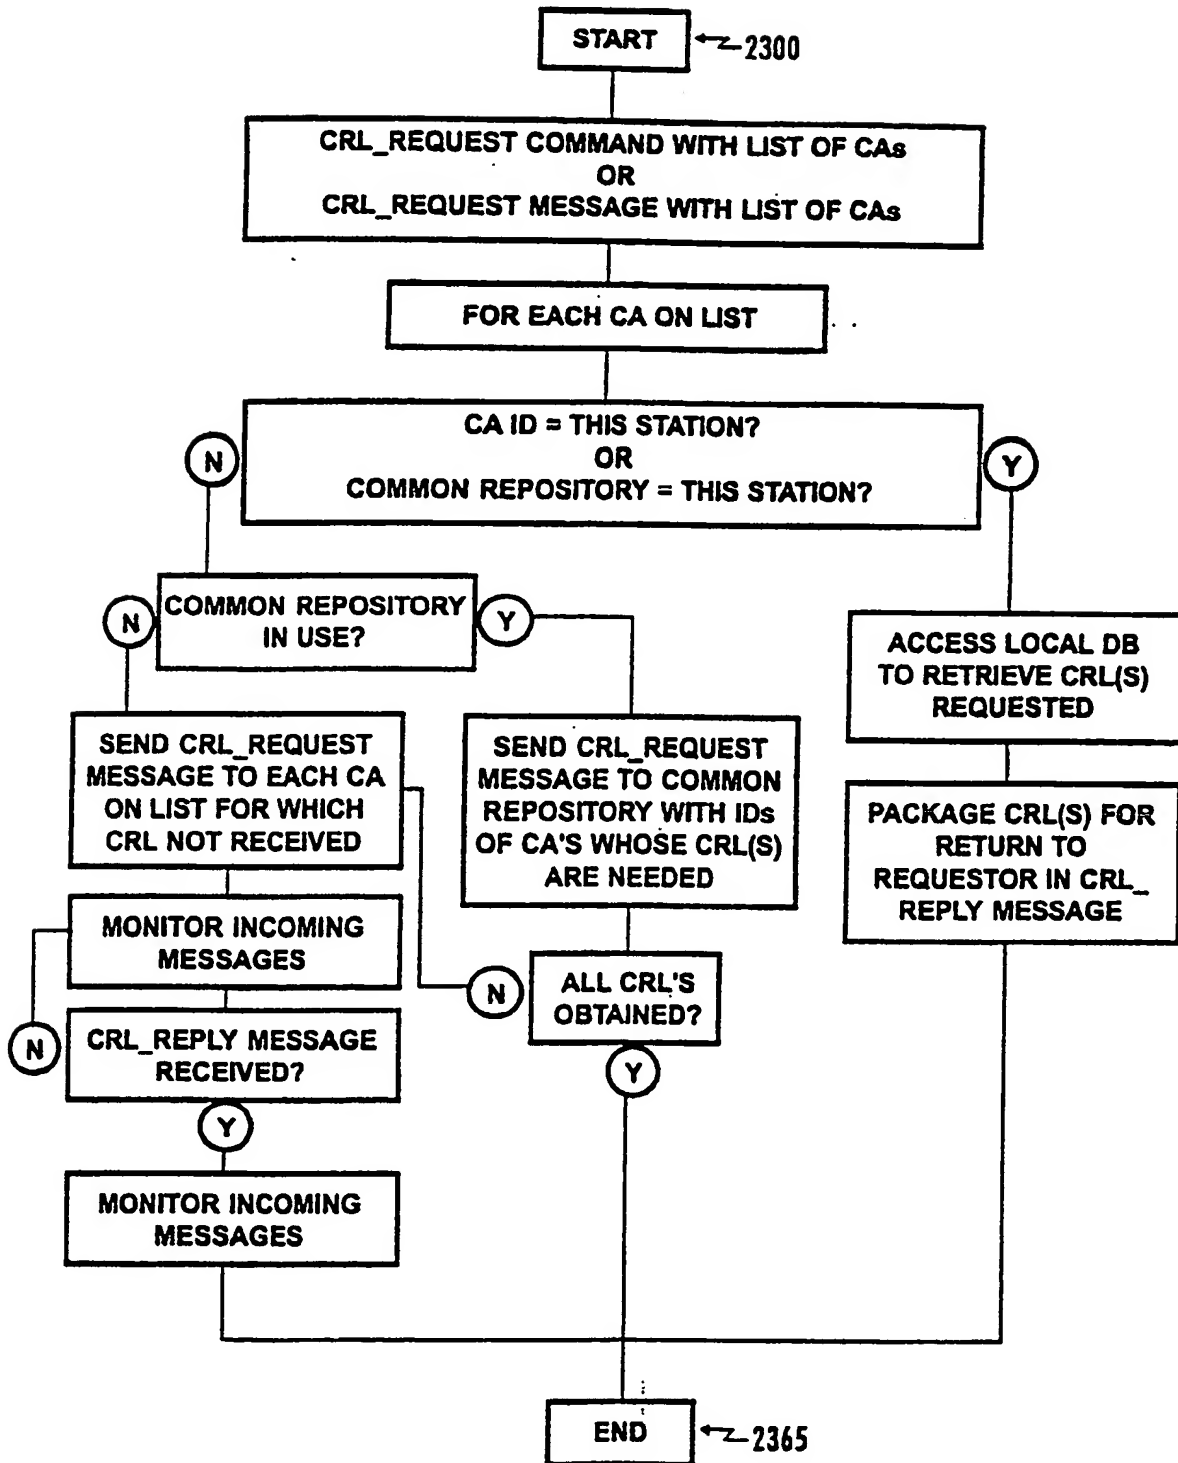 START
2300
CRL_REQUEST COMMAND WITH LIST OF CAs
OR
CRL_REQUEST MESSAGE WITH LIST OF CAs
FOR EACH CA ON LIST
CA ID = THIS STATION?
OR
COMMON REPOSITORY = THIS STATION?
N
Y
COMMON REPOSITORY
IN USE?
N
Y
ACCESS LOCAL DB
TO RETRIEVE CRL(S)
REQUESTED
SEND CRL_REQUEST
MESSAGE TO EACH CA
ON LIST FOR WHICH
CRL NOT RECEIVED
SEND CRL_REQUEST
MESSAGE TO COMMON
REPOSITORY WITH IDs
OF CA'S WHOSE CRL(S)
ARE NEEDED
PACKAGE CRL(S) FOR
RETURN TO
REQUESTOR IN CRL_
REPLY MESSAGE
MONITOR INCOMING
MESSAGES
N
ALL CRL'S
OBTAINED?
N
CRL_REPLY MESSAGE
RECEIVED?
Y
Y
MONITOR INCOMING
MESSAGES
END
2365